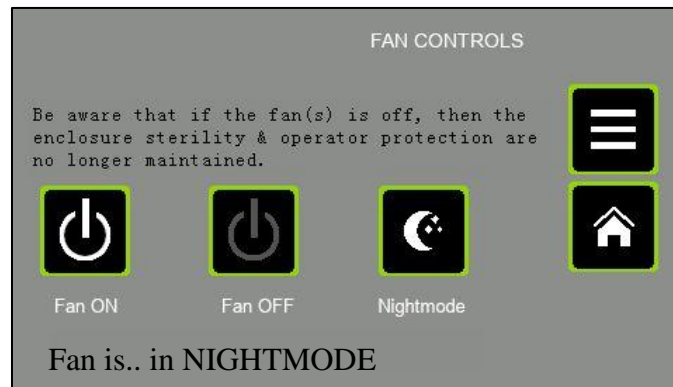 FAN CONTROLS
Be aware that if the fan(s) is off, then the
enclosure sterility & operator protection are
no longer maintained.
Fan ON
Fan OFF
Nightmode
Fan is.. in NIGHTMODE